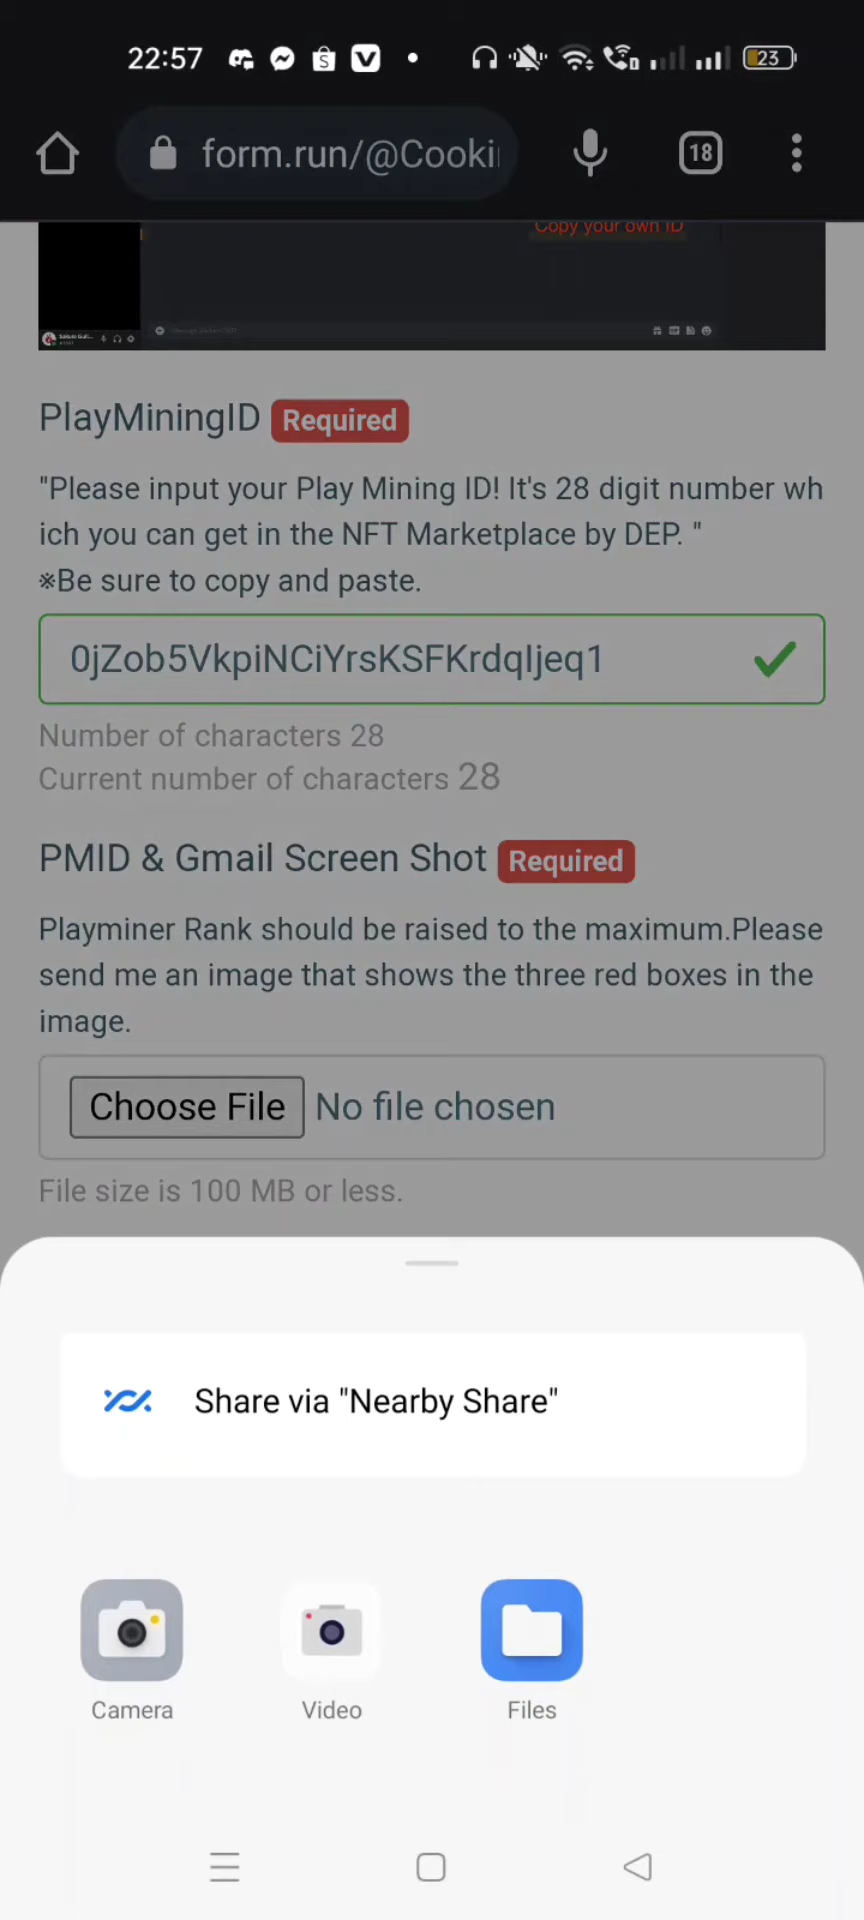 22:57
23
form.run/@Cooki
18
Copy your own ID
PlayMiningID Required
"Please input your Play Mining ID! It's 28 digit number wh
ich you can get in the NFT Marketplace by DEP. "
※Be sure to copy and paste.
0jZob5VkpiNCiYrsKSFKrdqIjeq1
Number of characters 28
Current number of characters 28
PMID & Gmail Screen Shot Required
Playminer Rank should be raised to the maximum.Please
send me an image that shows the three red boxes in the
image.
Choose File No file chosen
File size is 100 MB or less.
Share via "Nearby Share"
Camera Video Files